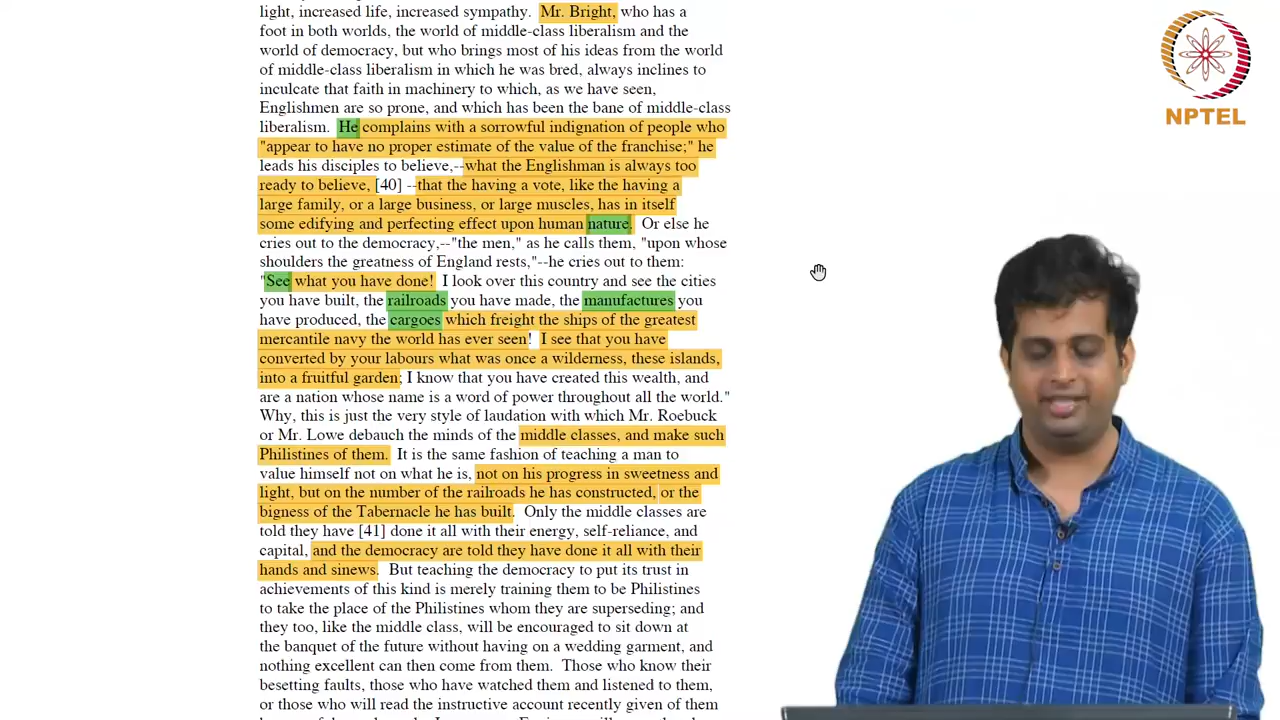 light, increased life, increased sympathy. Mr. Bright, who has a
foot in both worlds, the world of middle-class liberalism and the
world of democracy, but who brings most of his ideas from the world
of middle-class liberalism in which he was bred, always inclines to
inculcate that faith in machinery to which, as we have seen,
Englishmen are so prone, and which has been the bane of middle-class
liberalism. He complains with a sorrowful indignation of people who
"appear to have no proper estimate of the value of the franchise;" he
leads his disciples to believe,--what the Englishman is always too
ready to believe, [40] --that the having a vote, like the having a
large family, or a large business, or large muscles, has in itself
some edifying and perfecting effect upon human nature. Or else he
cries out to the democracy,--"the men," as he calls them, "upon whose
shoulders the greatness of England rests,"--he cries out to them:
"See what you have done! I look over this country and see the cities
you have built, the railroads you have made, the manufactures you
have produced, the cargoes which freight the ships of the greatest
mercantile navy the world has ever seen! I see that you have
converted by your labours what was once a wilderness, these islands,
into a fruitful garden; I know that you have created this wealth, and
are a nation whose name is a word of power throughout all the world."
Why, this is just the very style of laudation with which Mr. Roebuck
or Mr. Lowe debauch the minds of the middle classes, and make such
Philistines of them. It is the same fashion of teaching a man to
value himself not on what he is, not on his progress in sweetness and
light, but on the number of the railroads he has constructed, or the
bigness of the Tabernacle he has built. Only the middle classes are
told they have [41] done it all with their energy, self-reliance, and
capital, and the democracy are told they have done it all with their
hands and sinews. But teaching the democracy to put its trust in
achievements of this kind is merely training them to be Philistines
to take the place of the Philistines whom they are superseding; and
they too, like the middle class, will be encouraged to sit down at
the banquet of the future without having on a wedding garment, and
nothing excellent can then come from them. Those who know their
besetting faults, those who have watched them and listened to them,
or those who will read the instructive account recently given of them
NPTEL